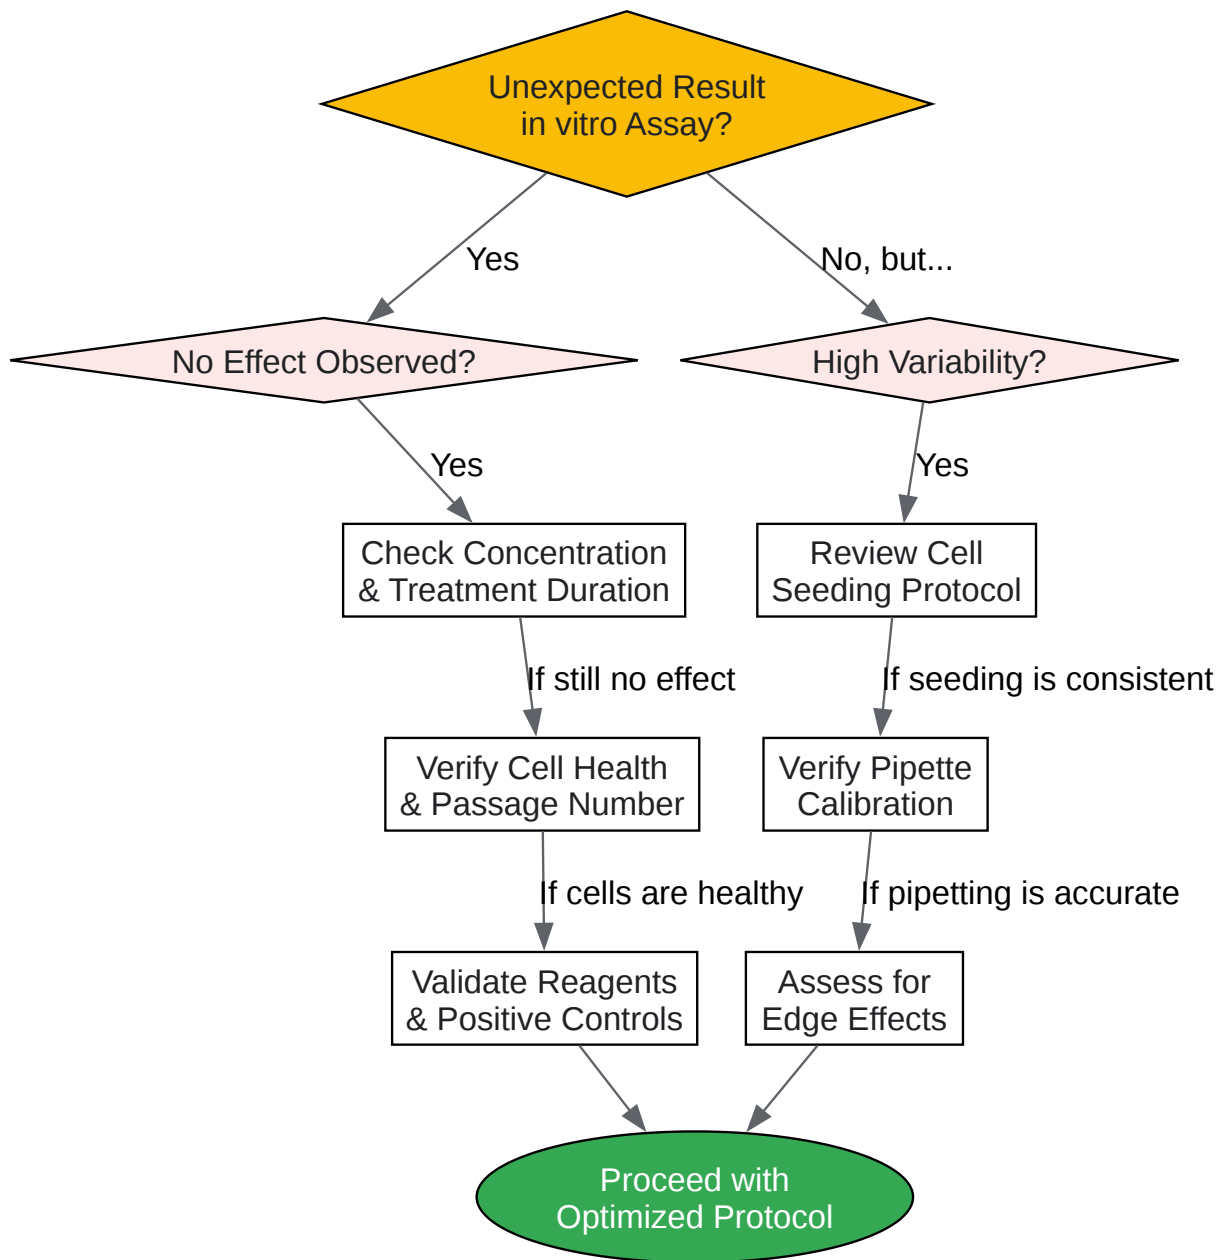 Unexpected Result
in vitro Assay?
Yes
No, but...
No Effect Observed?
High Variability?
Yes
Yes
Check Concentration
& Treatment Duration
Review Cell
Seeding Protocol
If still no effect
If seeding is consistent
Verify Cell Health
& Passage Number
Verify Pipette
Calibration
If cells are healthy
If pipetting is accurate
Validate Reagents
& Positive Controls
Assess for
Edge Effects
Proceed with
Optimized Protocol